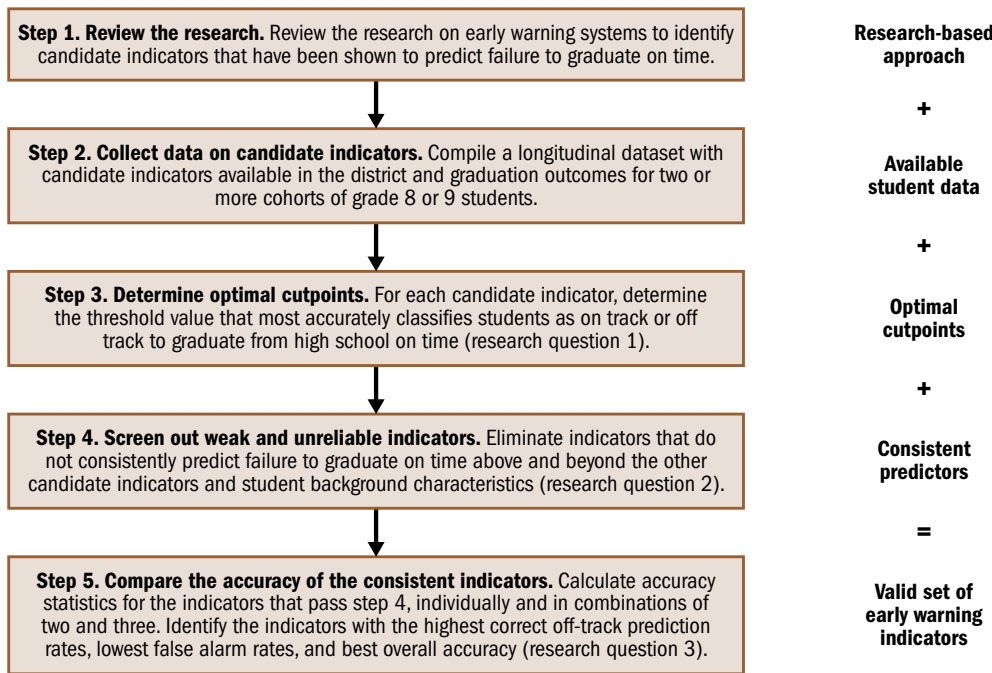 Step 1. Review the research. Review the research on early warning systems to identify
candidate indicators that have been shown to predict failure to graduate on time.
Research-based
approach
+
Step 2. Collect data on candidate indicators. Compile a longitudinal dataset with
candidate indicators available in the district and graduation outcomes for two or
more cohorts of grade 8 or 9 students.
Available
student data
+
Step 3. Determine optimal cutpoints. For each candidate indicator, determine
the threshold value that most accurately classifies students as on track or off
track to graduate from high school on time (research question 1).
Optimal
cutpoints
+
Step 4. Screen out weak and unreliable indicators. Eliminate indicators that do
not consistently predict failure to graduate on time above and beyond the other
candidate indicators and student background characteristics (research question 2).
Consistent
predictors
=
Step 5. Compare the accuracy of the consistent indicators. Calculate accuracy
statistics for the indicators that pass step 4, individually and in combinations of
two and three. Identify the indicators with the highest correct off-track prediction
rates, lowest false alarm rates, and best overall accuracy (research question 3).
Valid set of
early warning
indicators